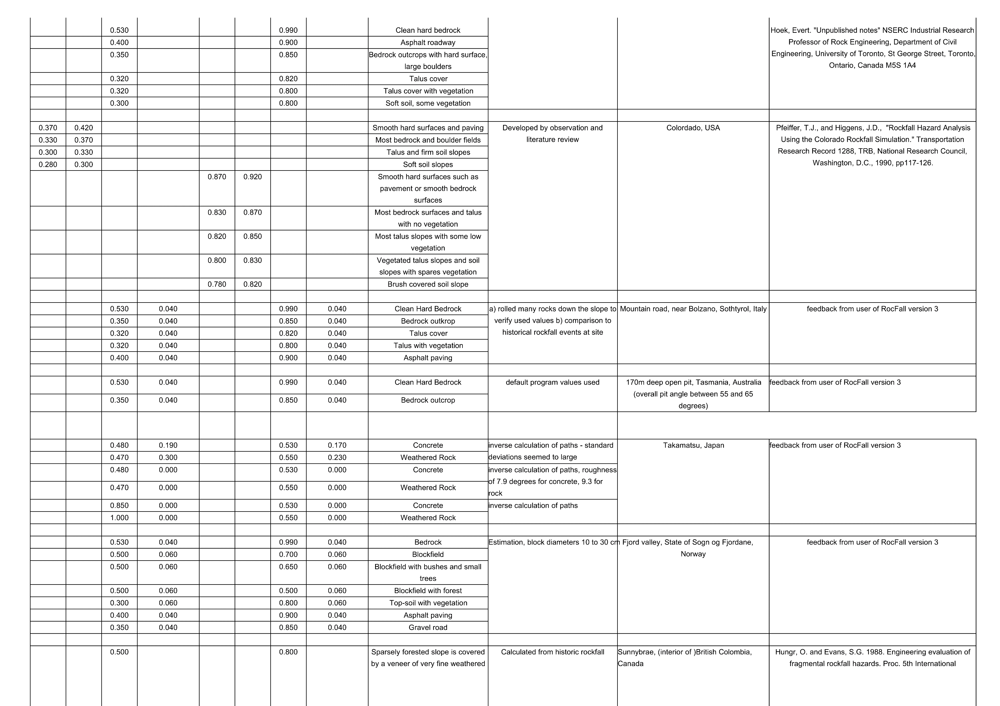 0.530 0.990 Clean hard bedrock Hoek, Evert. "Unpublished notes" NSERC Industrial Research
0.400 0.900 Asphalt roadway Professor of Rock Engineering, Department of Civil
0.350 0.850 Bedrock outcrops with hard surface, Engineering, University of Toronto, St George Street, Toronto,
large boulders Ontario, Canada M5S 1A4
0.320 0.820 Talus cover
0.320 0.800 Talus cover with vegetation
0.300 0.800 Soft soil, some vegetation
0.370 0.420 Smooth hard surfaces and paving Developed by observation and Colordado, USA Pfeiffer, T.J., and Higgens, J.D., "Rockfall Hazard Analysis
0.330 0.370 Most bedrock and boulder fields literature review Using the Colorado Rockfall Simulation." Transportation
0.300 0.330 Talus and firm soil slopes Research Record 1288, TRB, National Research Council,
0.280 0.300 Soft soil slopes Washington, D.C., 1990, pp117-126.
0.870 0.920 Smooth hard surfaces such as
pavement or smooth bedrock
surfaces
0.830 0.870 Most bedrock surfaces and talus
with no vegetation
0.820 0.850 Most talus slopes with some low
vegetation
0.800 0.830 Vegetated talus slopes and soil
slopes with spares vegetation
0.780 0.820 Brush covered soil slope
0.530 0.040 0.990 0.040 Clean Hard Bedrock a) rolled many rocks down the slope to Mountain road, near Bolzano, Sothtyrol, Italy feedback from user of RocFall version 3
0.350 0.040 0.850 0.040 Bedrock outkrop verify used values b) comparison to
0.320 0.040 0.820 0.040 Talus cover historical rockfall events at site
0.320 0.040 0.800 0.040 Talus with vegetation
0.400 0.040 0.900 0.040 Asphalt paving
0.530 0.040 0.990 0.040 Clean Hard Bedrock default program values used 170m deep open pit, Tasmania, Australia feedback from user of RocFall version 3
0.350 0.040 0.850 0.040 Bedrock outcrop (overall pit angle between 55 and 65
degrees)
0.480 0.190 0.530 0.170 Concrete inverse calculation of paths - standard Takamatsu, Japan feedback from user of RocFall version 3
0.470 0.300 0.550 0.230 Weathered Rock deviations seemed to large
0.480 0.000 0.530 0.000 Concrete inverse calculation of paths, roughness
0.470 0.000 0.550 0.000 Weathered Rock of 7.9 degrees for concrete, 9.3 for
rock
0.850 0.000 0.530 0.000 Concrete inverse calculation of paths
1.000 0.000 0.550 0.000 Weathered Rock
0.530 0.040 0.990 0.040 Bedrock Estimation, block diameters 10 to 30 cm Fjord valley, State of Sogn og Fjordane, feedback from user of RocFall version 3
0.500 0.060 0.700 0.060 Blockfield Norway
0.500 0.060 0.650 0.060 Blockfield with bushes and small
trees
0.500 0.060 0.500 0.060 Blockfield with forest
0.300 0.060 0.800 0.060 Top-soil with vegetation
0.400 0.040 0.900 0.040 Asphalt paving
0.350 0.040 0.850 0.040 Gravel road
0.500 0.800 Sparsely forested slope is covered Calculated from historic rockfall Sunnybrae, (interior of )British Colombia, Hungr, O. and Evans, S.G. 1988. Engineering evaluation of
by a veneer of very fine weathered Canada fragmental rockfall hazards. Proc. 5th International